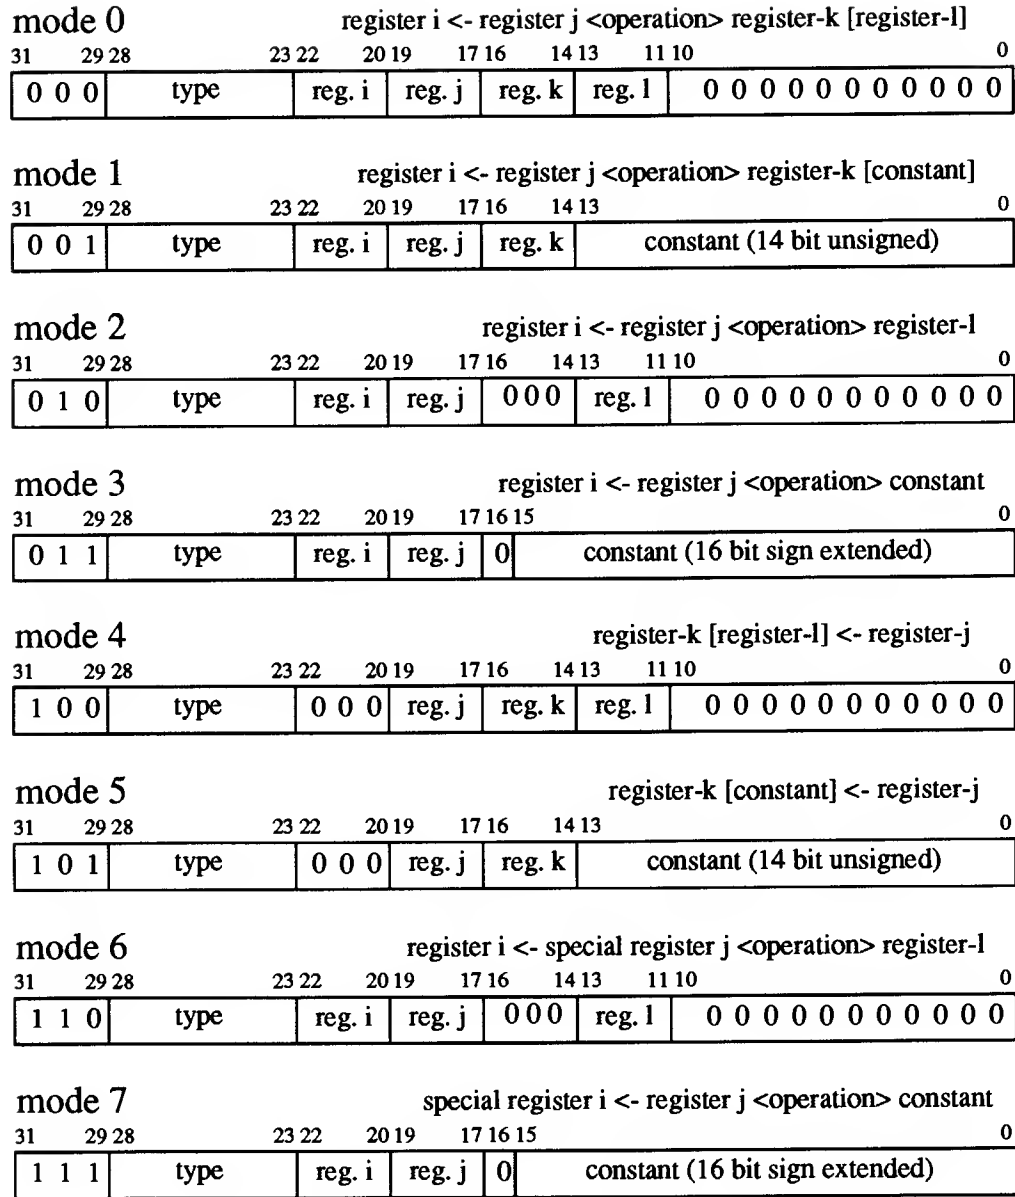 mode 0 register i <- register j <operation> register-k [register-l]
31 29 28 23 22 20 19 17 16 14 13 11 10 0
0 0 0 type reg. i reg. j reg. k reg. l 0 0 0 0 0 0 0 0 0 0 0
mode 1 register i <- register j <operation> register-k [constant]
31 29 28 23 22 20 19 17 16 14 13 0
0 0 1 type reg. i reg. j reg. k constant (14 bit unsigned)
mode 2 register i <- register j <operation> register-l
31 29 28 23 22 20 19 17 16 14 13 11 10 0
0 1 0 type reg. i reg. j 0 0 0 reg. l 0 0 0 0 0 0 0 0 0 0 0
mode 3 register i <- register j <operation> constant
31 29 28 23 22 20 19 17 16 15 0
0 1 1 type reg. i reg. j 0 constant (16 bit sign extended)
mode 4 register-k [register-l] <- register-j
31 29 28 23 22 20 19 17 16 14 13 11 10 0
1 0 0 type 0 0 0 reg. j reg. k reg. l 0 0 0 0 0 0 0 0 0 0 0
mode 5 register-k [constant] <- register-j
31 29 28 23 22 20 19 17 16 14 13 0
1 0 1 type 0 0 0 reg. j reg. k constant (14 bit unsigned)
mode 6 register i <- special register j <operation> register-l
31 29 28 23 22 20 19 17 16 14 13 11 10 0
1 1 0 type reg. i reg. j 0 0 0 reg. l 0 0 0 0 0 0 0 0 0 0 0
mode 7 special register i <- register j <operation> constant
31 29 28 23 22 20 19 17 16 15 0
1 1 1 type reg. i reg. j 0 constant (16 bit sign extended)